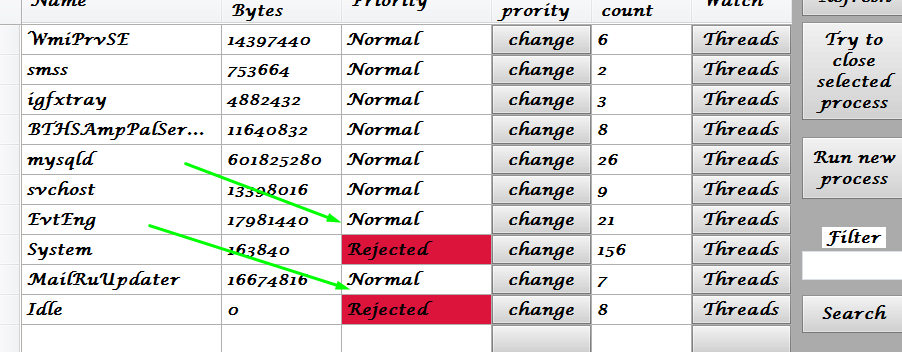 Name Bytes Priority prority count Watch Refresh
WmiPrvSE 14397440 Normal change 6 Threads
smss 753664 Normal change 2 Threads
igfxtray 4882432 Normal change 3 Threads
BTHSAmpPalSer... 11640832 Normal change 8 Threads
mysqld 601825280 Normal change 26 Threads
svchost 13398016 Normal change 9 Threads
EvtEng 17981440 Normal change 21 Threads
System 163840 Rejected change 156 Threads
MailRuUpdater 16674816 Normal change 7 Threads
Idle 0 Rejected change 8 Threads
Try to
close
selected
process
Run new
process
Filter
Search